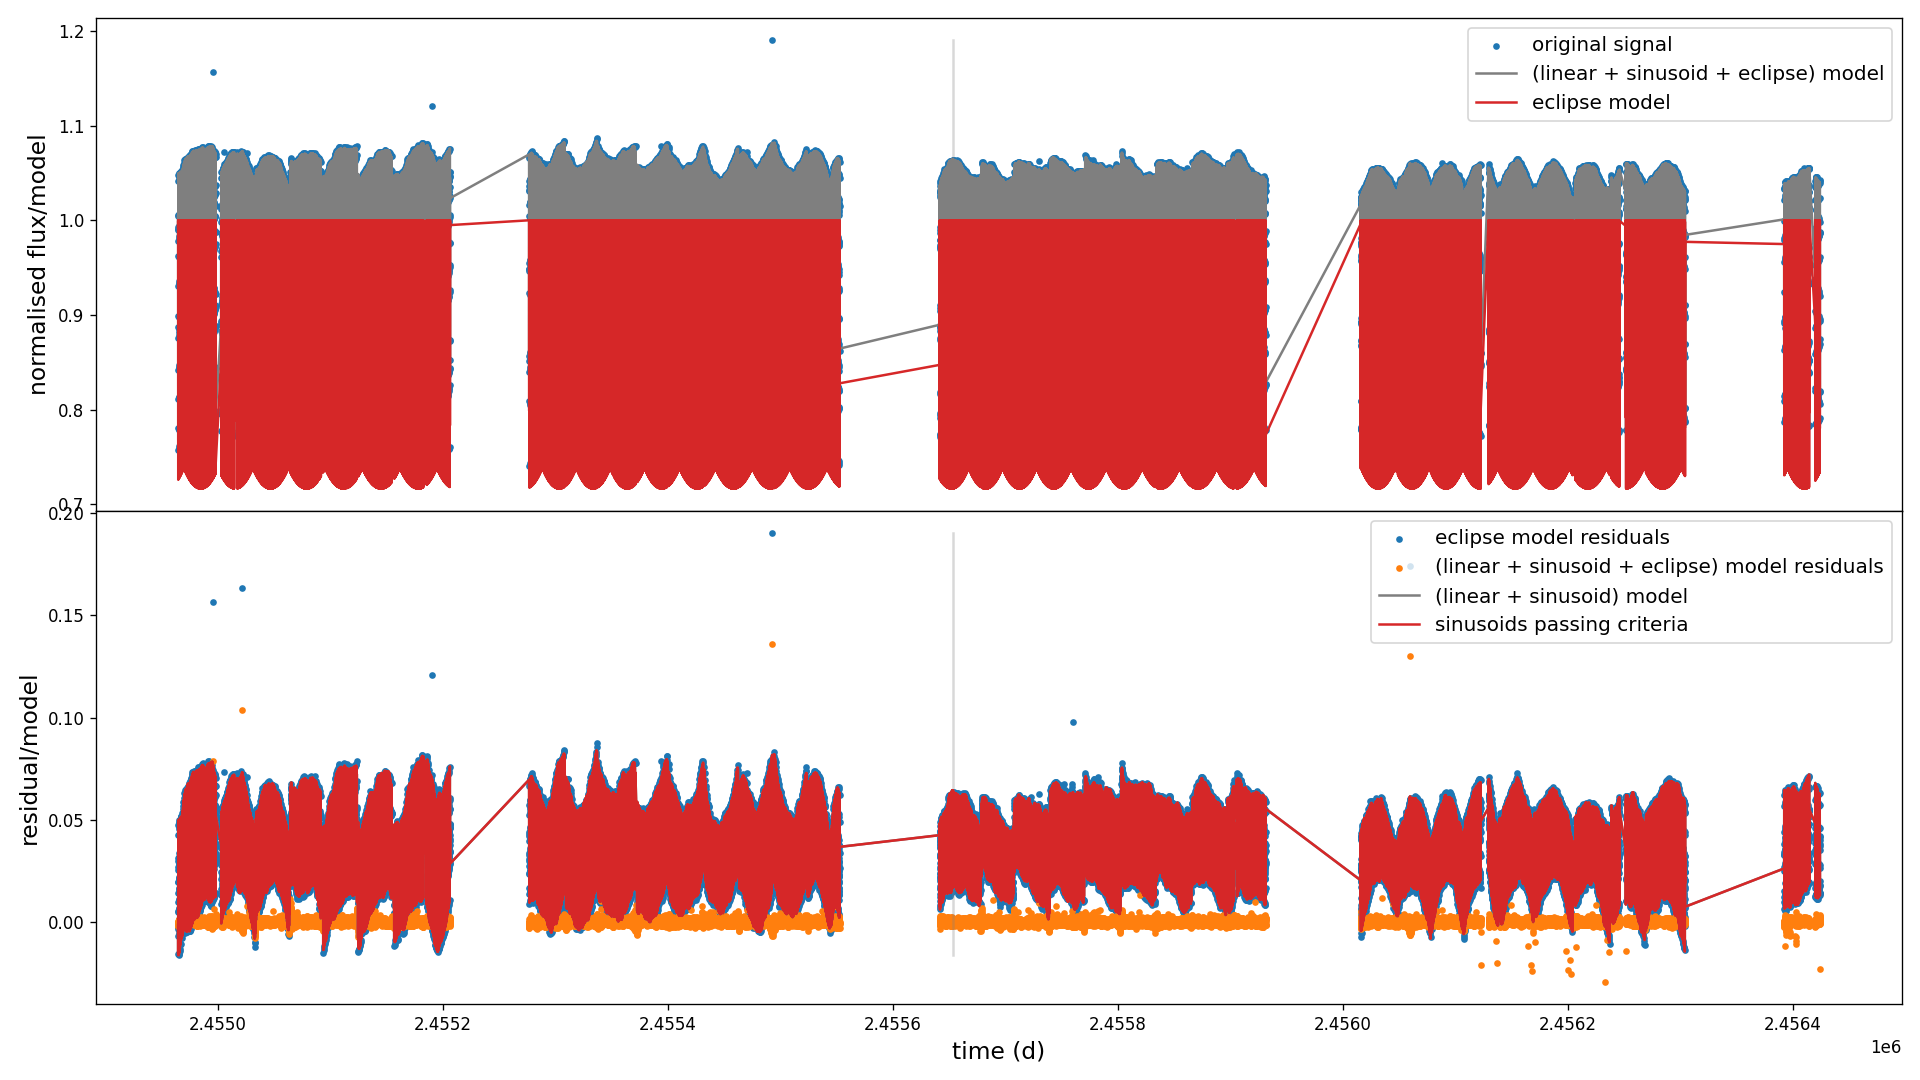 1.2
1.1
1.0
0.9
0.8
0.7
normalised flux/model
original signal
(linear + sinusoid + eclipse) model
eclipse model
0.20
0.15
0.10
0.05
0.00
residual/model
eclipse model residuals
(linear + sinusoid + eclipse) model residuals
(linear + sinusoid) model
sinusoids passing criteria
2.4550
2.4552
2.4554
2.4556
2.4558
2.4560
2.4562
2.4564
1e6
time (d)